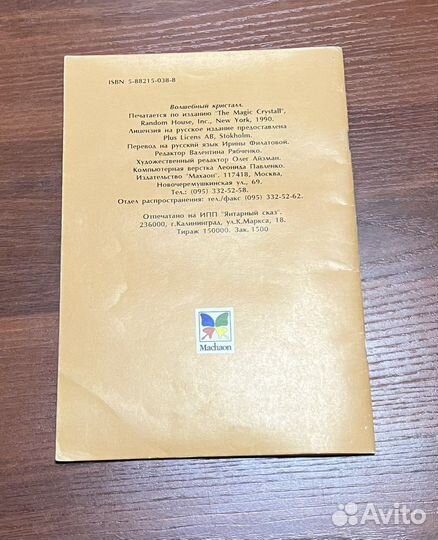 ISBN 5-88215-038-8
Волшебный кристалл.
Печатается по изданию "The Magic Crystall",
Random House, Inc., New York, 1990.
Лицензия на русское издание предоставлена
Plus Licens AB, Stokholm.
Перевод на русский язык Ирины Филатовой.
Редактор Валентина Рябченко.
Художественный редактор Олег Айзман.
Компьютерная верстка Леонида Павленко.
Издательство "Махаон". 117418, Москва,
Новочеремушкинская ул., 69.
Тел.: (095) 332-52-58.
Отдел распространения: тел./факс (095) 332-52-62.
Отпечатано на ИПП "Янтарный сказ".
236000, г.Калининград, ул.К.Маркса, 18.
Тираж 150000. Зак. 1500
Machaon
Avito